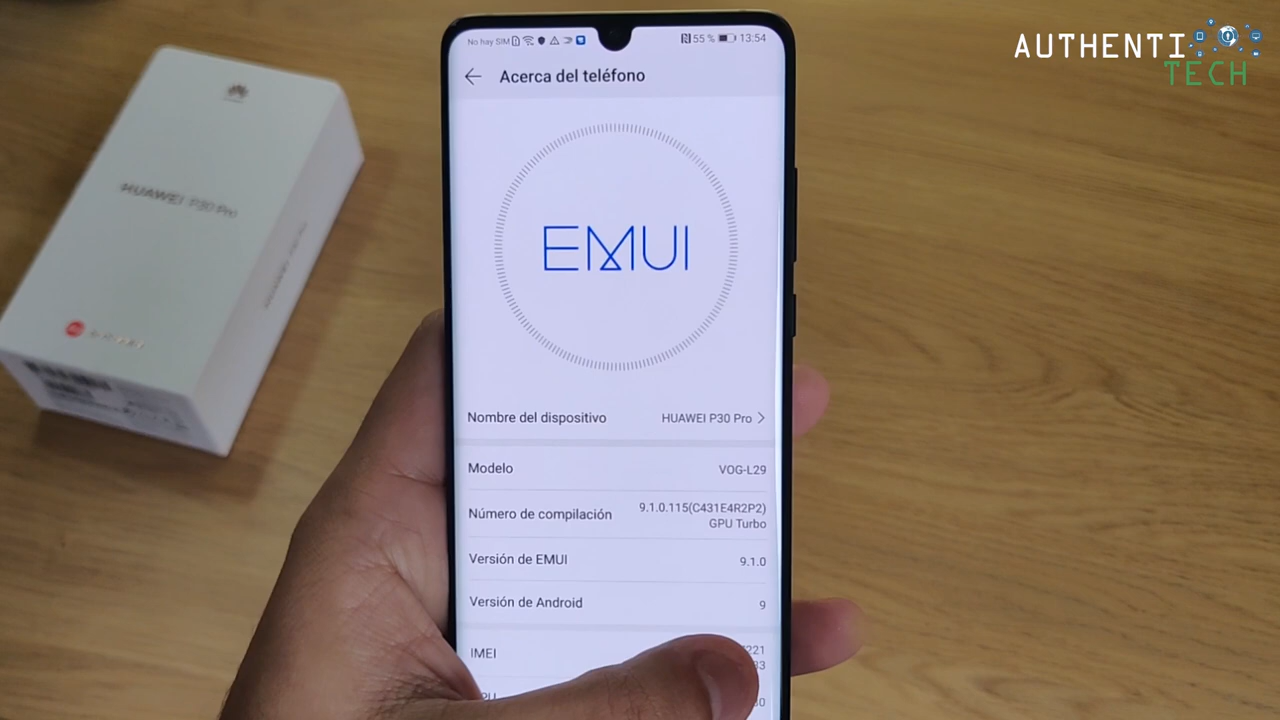 AUTHENTI
TECH
HUAWEI P30 Pro
No hay SIM
55 %
13:54
Acerca del teléfono
EMUI
Nombre del dispositivo HUAWEI P30 Pro
Modelo VOG-L29
Número de compilación 9.1.0.115(C431E4R2P2)
GPU Turbo
Versión de EMUI 9.1.0
Versión de Android 9
IMEI